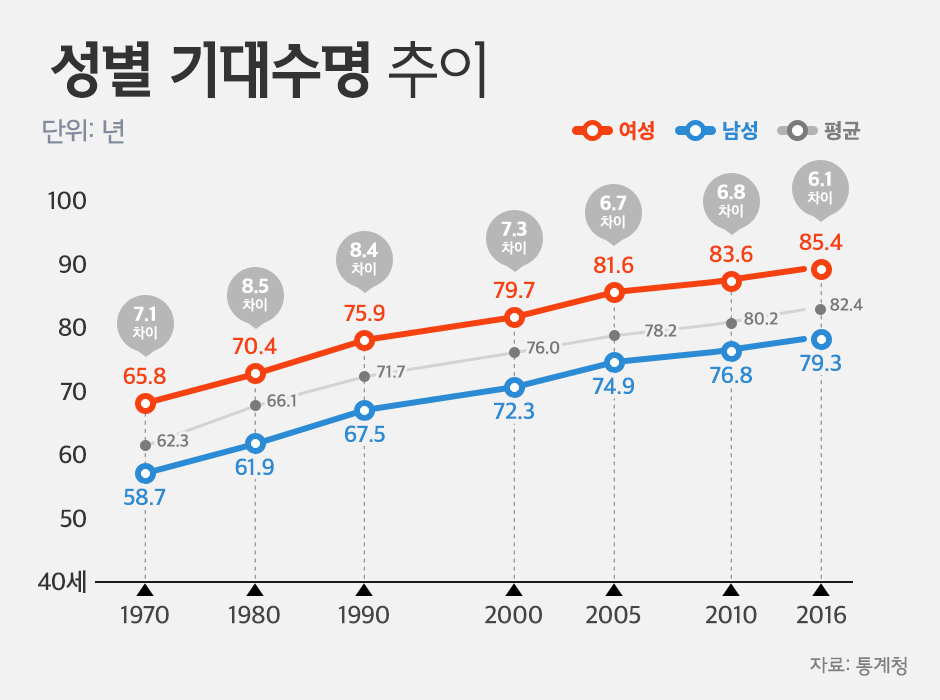 성별 기대수명 추이
단위: 년
여성 남성 평균
100
90
80
70
60
50
40세
7.1
차이
8.5
차이
8.4
차이
7.3
차이
6.7
차이
6.8
차이
6.1
차이
65.8 70.4 75.9 79.7 81.6 83.6 85.4
62.3 66.1 71.7 76.0 78.2 80.2 82.4
58.7 61.9 67.5 72.3 74.9 76.8 79.3
1970 1980 1990 2000 2005 2010 2016
자료: 통계청